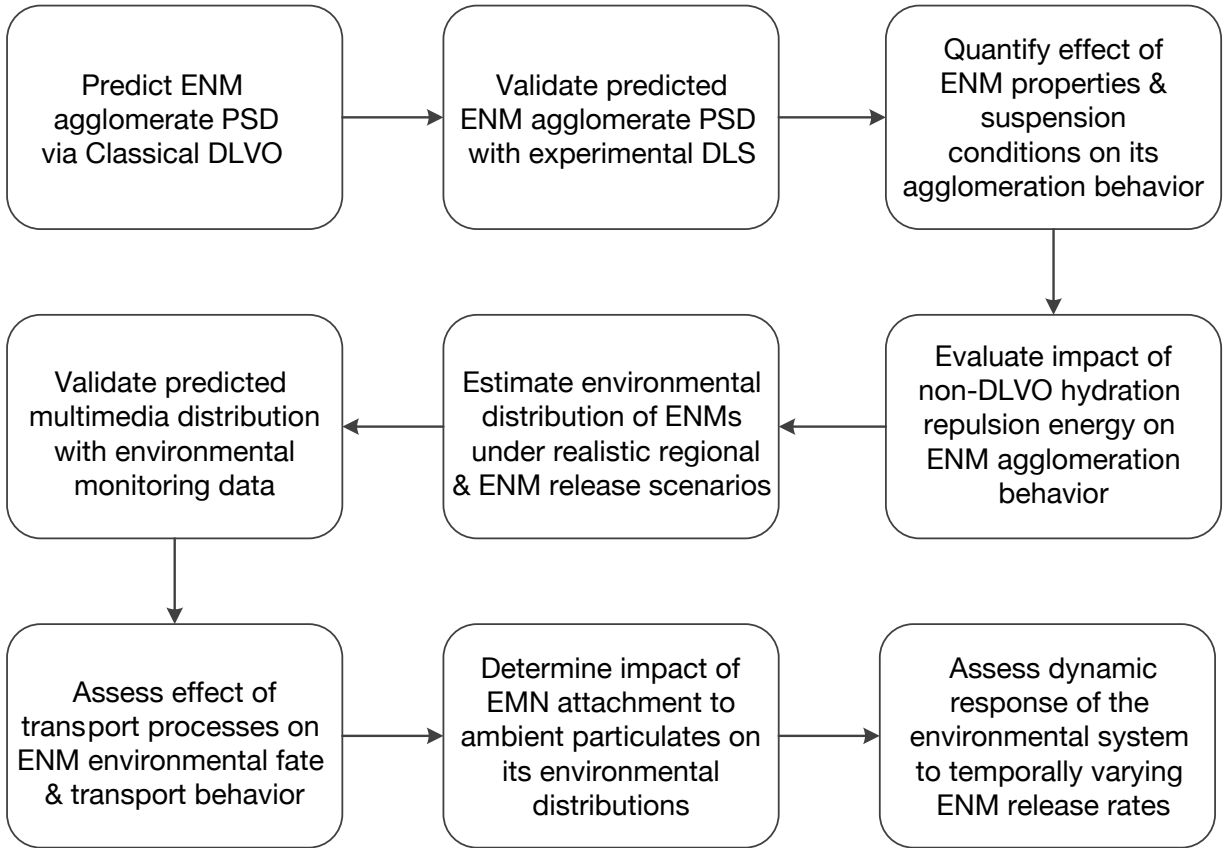 Predict ENM
agglomerate PSD
via Classical DLVO
Validate predicted
ENM agglomerate PSD
with experimental DLS
Quantify effect of
ENM properties &
suspension
conditions on its
agglomeration behavior
Evaluate impact of
non-DLVO hydration
repulsion energy on
ENM agglomeration
behavior
Estimate environmental
distribution of ENMs
under realistic regional
& ENM release scenarios
Validate predicted
multimedia distribution
with environmental
monitoring data
Assess effect of
transport processes on
ENM environmental fate
& transport behavior
Determine impact of
EMN attachment to
ambient particulates on
its environmental
distributions
Assess dynamic
response of the
environmental system
to temporally varying
ENM release rates